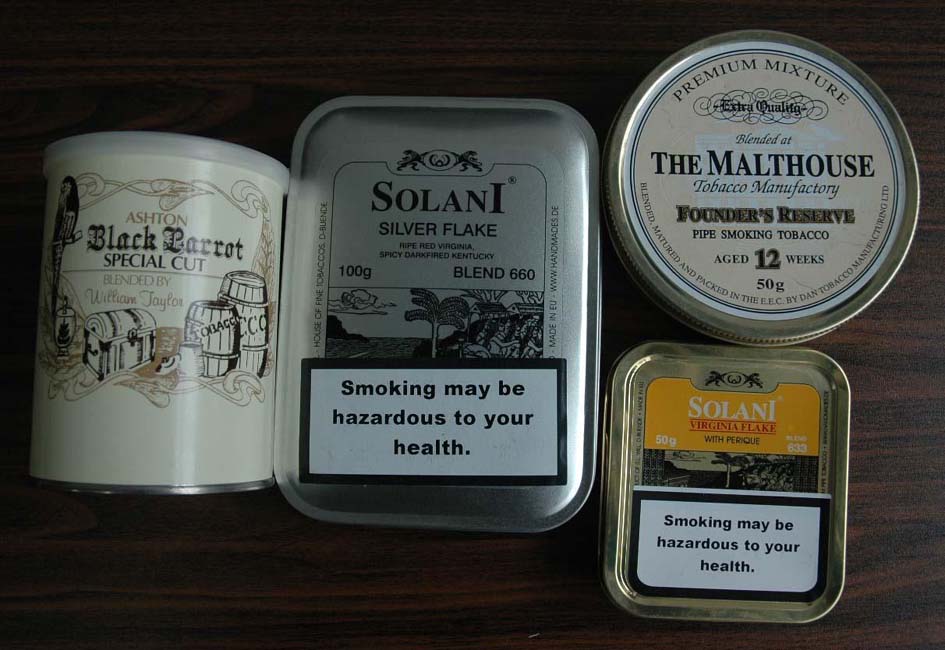 ASHTON
Black Parrot
SPECIAL CUT
BLENDED BY
William Taylor
TOBACCO
SOLANI®
SILVER FLAKE
RIPE RED VIRGINIA,
SPICY DARKFIRED KENTUCKY
100g BLEND 660
HOUSE OF FINE TOBACCOS. D-BUENDE
MADE IN EU - WWW.HANDMADES.DE
Smoking may be
hazardous to your
health.
PREMIUM MIXTURE
Extra Quality
Blended at
THE MALTHOUSE
Tobacco Manufactory
FOUNDER'S RESERVE
PIPE SMOKING TOBACCO
AGED 12 WEEKS
50g
BLENDED, MATURED AND PACKED IN THE E.E.C. BY DAN TOBACCO MANUFACTURING LTD
SOLANI
VIRGINIA FLAKE
WITH PERIQUE
50g BLEND
633
Smoking may be
hazardous to your
health.